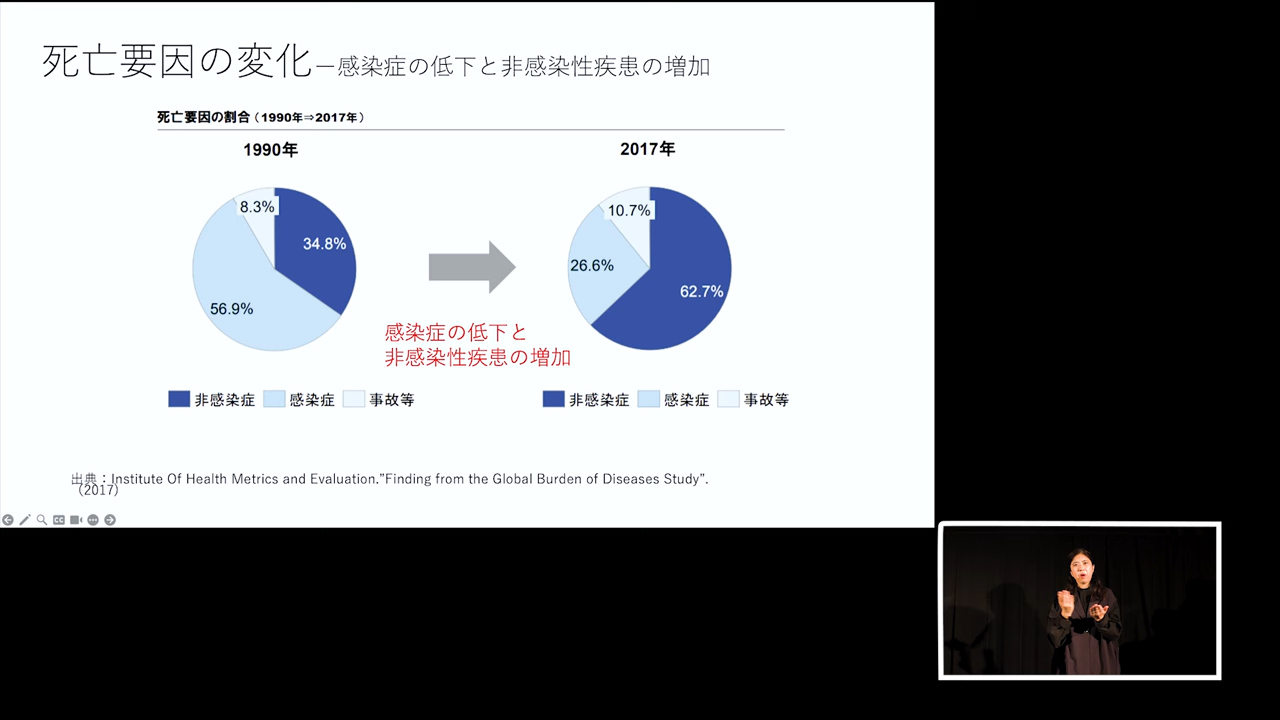 死亡要因の変化ー感染症の低下と非感染性疾患の増加
死亡要因の割合（1990年⇒2017年）
1990年
2017年
8.3%
34.8%
56.9%
10.7%
26.6%
62.7%
感染症の低下と
非感染性疾患の増加
非感染症 感染症 事故等
非感染症 感染症 事故等
出典：Institute Of Health Metrics and Evaluation.”Finding from the Global Burden of Diseases Study”.
（2017）